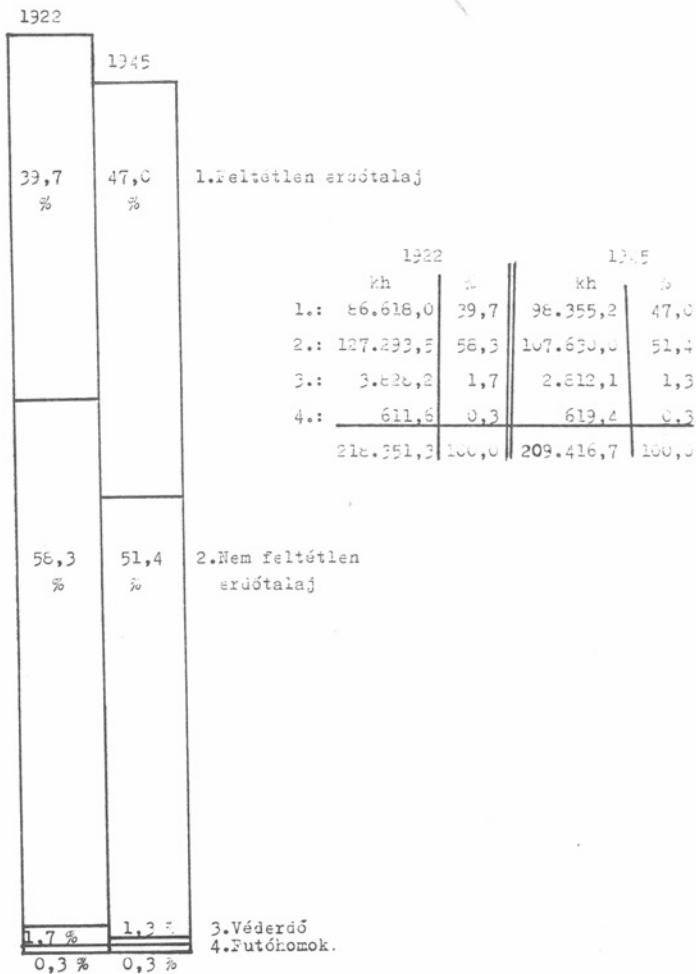 1922
1945
39,7
%
47,0
%
1.Feltétlen erdőtalaj
1922 1945
kh % kh %
1.: 86.618,0 39,7 98.355,2 47,0
2.: 127.293,5 58,3 107.630,0 51,4
3.: 3.828,2 1,7 2.812,1 1,3
4.: 611,6 0,3 619,4 0,3
218.351,3 100,0 209.416,7 100,0
58,3
%
51,4
%
2.Nem feltétlen
erdőtalaj
1,7 %
1,3 %
3.Véderdő
4.Futóhomok.
0,3 %
0,3 %